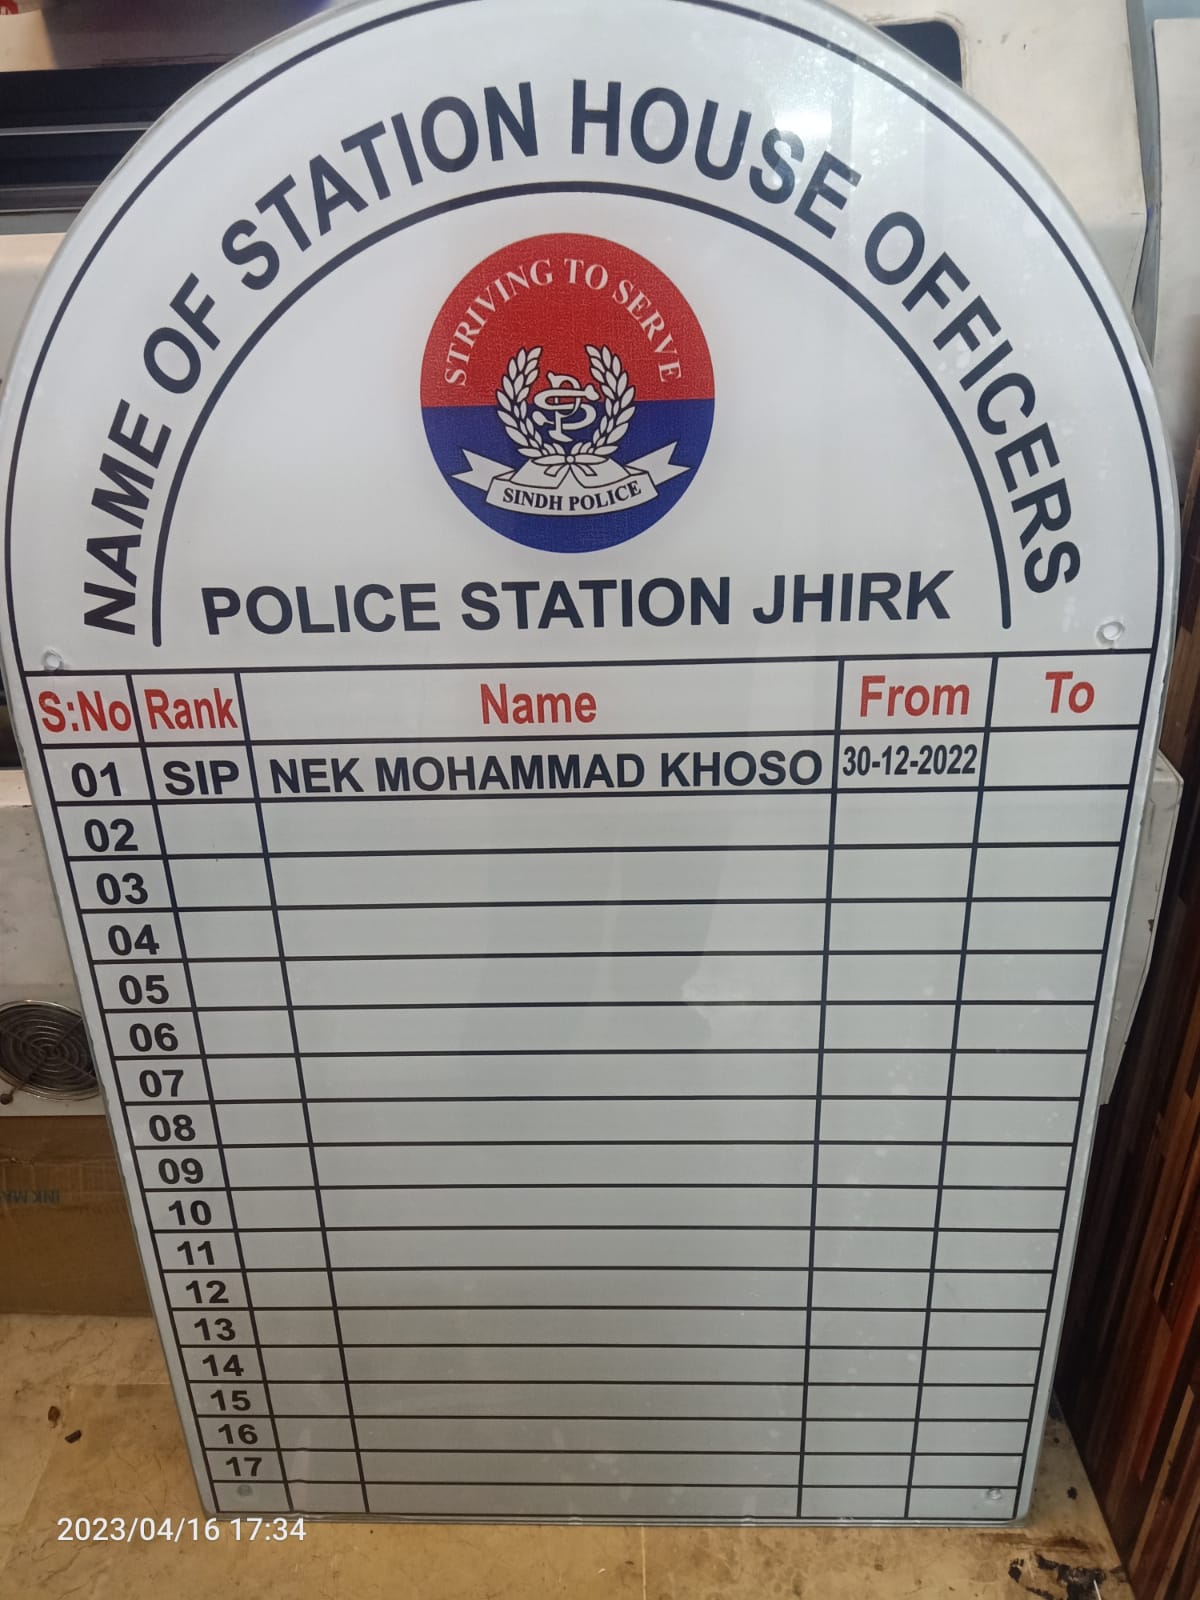 NAME OF STATION HOUSE OFFICERS
STRIVING TO SERVE
SP
SINDH POLICE
POLICE STATION JHIRK
S:No Rank Name From To
01 SIP NEK MOHAMMAD KHOSO 30-12-2022
02
03
04
05
06
07
08
09
10
11
12
13
14
15
16
17
2023/04/16 17:34